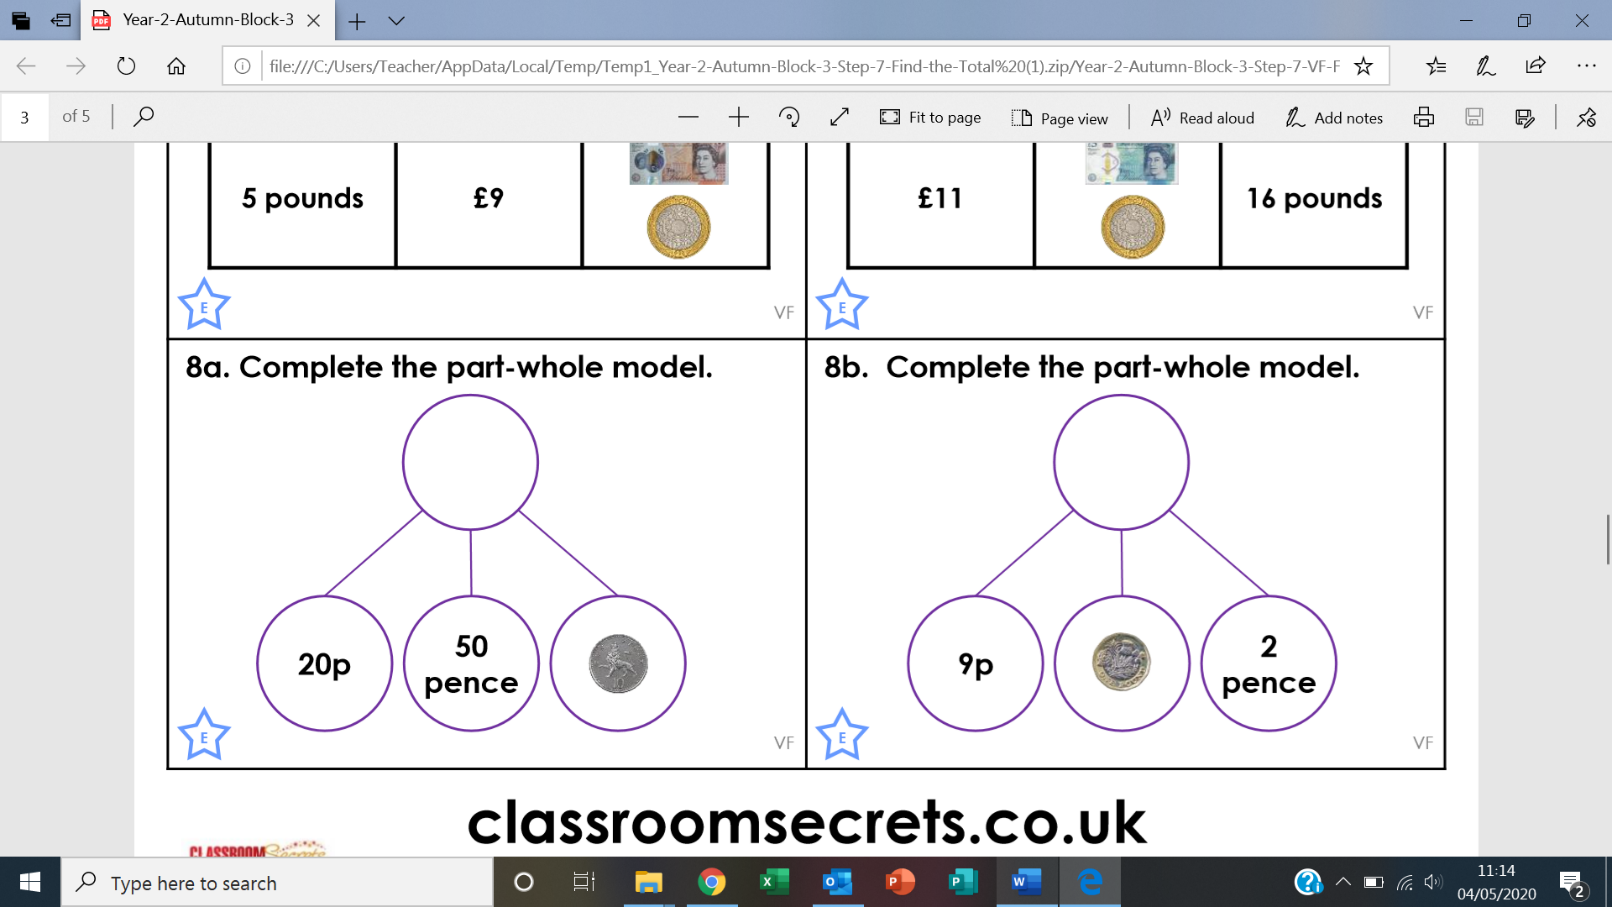 Year-2-Autumn-Block-3
file:///C:/Users/Teacher/AppData/Local/Temp/Temp1_Year-2-Autumn-Block-3-Step-7-Find-the-Total%20(1).zip/Year-2-Autumn-Block-3-Step-7-VF-F
3 of 5
Fit to page
Page view
Read aloud
Add notes
5 pounds
£9
£11
16 pounds
E
VF
E
VF
8a. Complete the part-whole model.
20p
50
pence
E
VF
8b. Complete the part-whole model.
9p
2
pence
E
VF
classroomsecrets.co.uk
CLASSROOM Secrets
Type here to search
11:14
04/05/2020
2